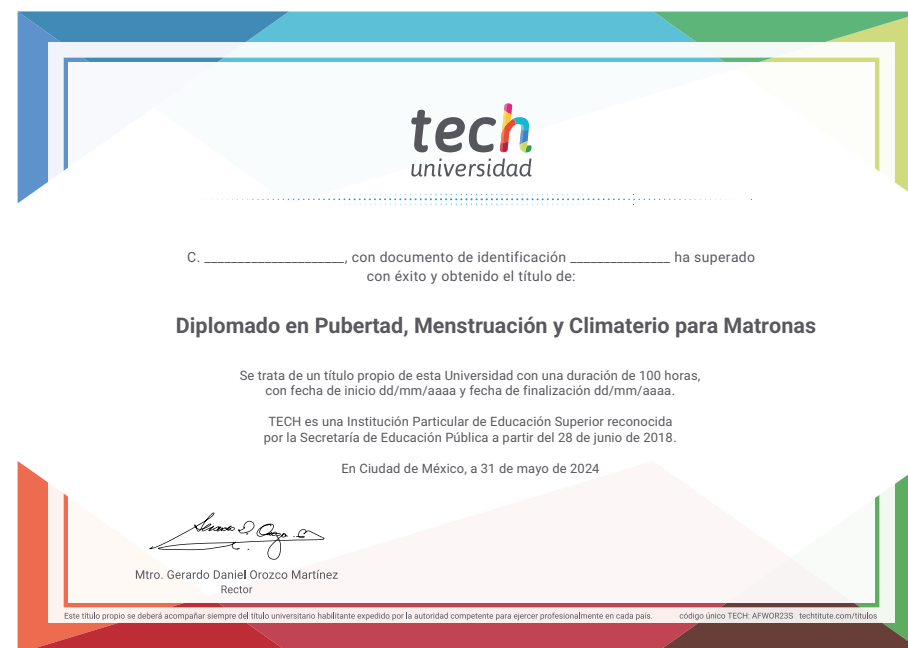 tech
universidad
C. _____________________, con documento de identificación _______________ ha superado
con éxito y obtenido el título de:
Diplomado en Pubertad, Menstruación y Climaterio para Matronas
Se trata de un título propio de esta Universidad con una duración de 100 horas,
con fecha de inicio dd/mm/aaaa y fecha de finalización dd/mm/aaaa.
TECH es una Institución Particular de Educación Superior reconocida
por la Secretaría de Educación Pública a partir del 28 de junio de 2018.
En Ciudad de México, a 31 de mayo de 2024
Mtro. Gerardo Daniel Orozco Martínez
Rector
Este título propio se deberá acompañar siempre del título universitario habilitante expedido por la autoridad competente para ejercer profesionalmente en cada país. código único TECH: AFWOR23S techtitute.com/titulos